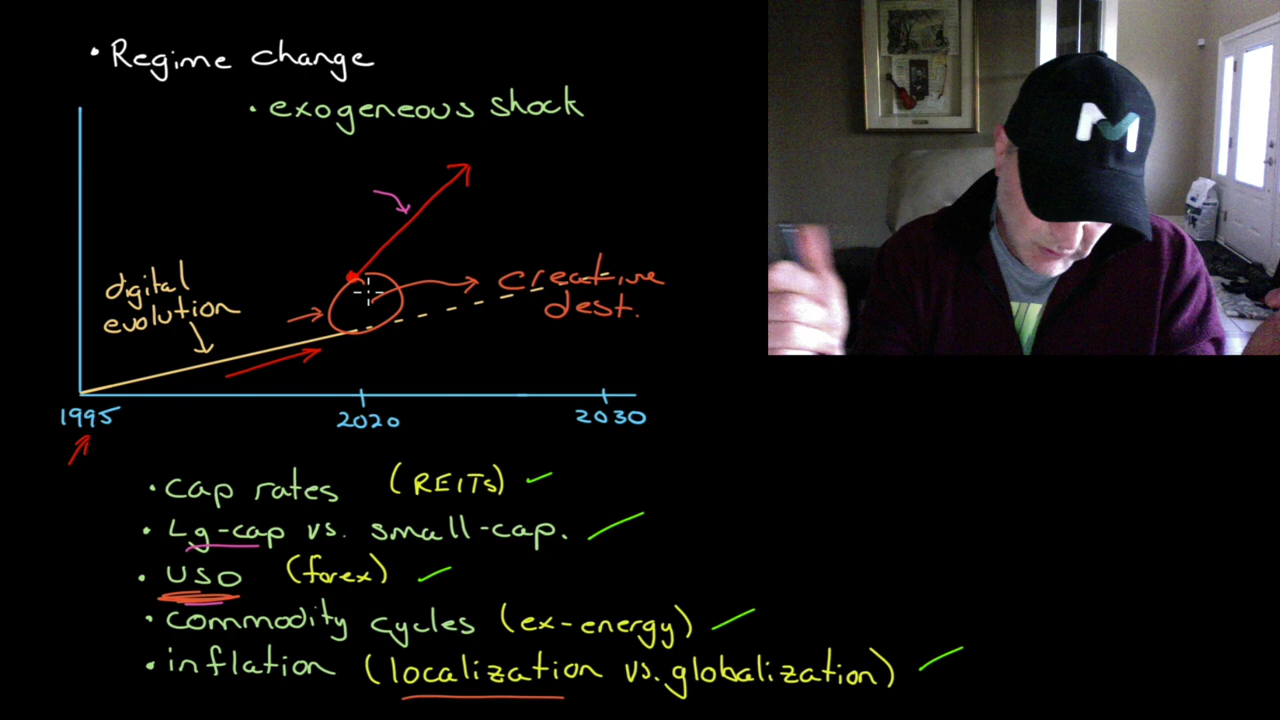 • Regime change
• exogeneous shock
digital
evolution
creative
dest.
1995
2020
2030
• cap rates (REITs)
• Lg-cap vs. small-cap.
• USD (forex)
• commodity cycles (ex-energy)
• inflation (localization vs. globalization)
M